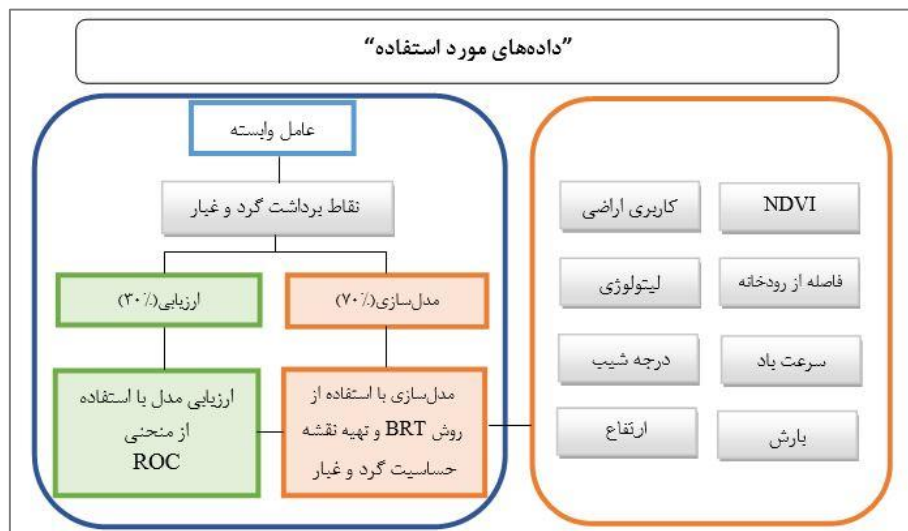 ”داده‌های مورد استفاده“
عامل وابسته
نقاط برداشت گرد و غبار
مدل‌سازی(۷۰٪)
ارزیابی(۳۰٪)
مدل‌سازی با استفاده از
روش BRT و تهیه نقشه
حساسیت گرد و غبار
ارزیابی مدل با استفاده
از منحنی
ROC
NDVI
کاربری اراضی
فاصله از رودخانه
لیتولوژی
سرعت باد
درجه شیب
بارش
ارتفاع